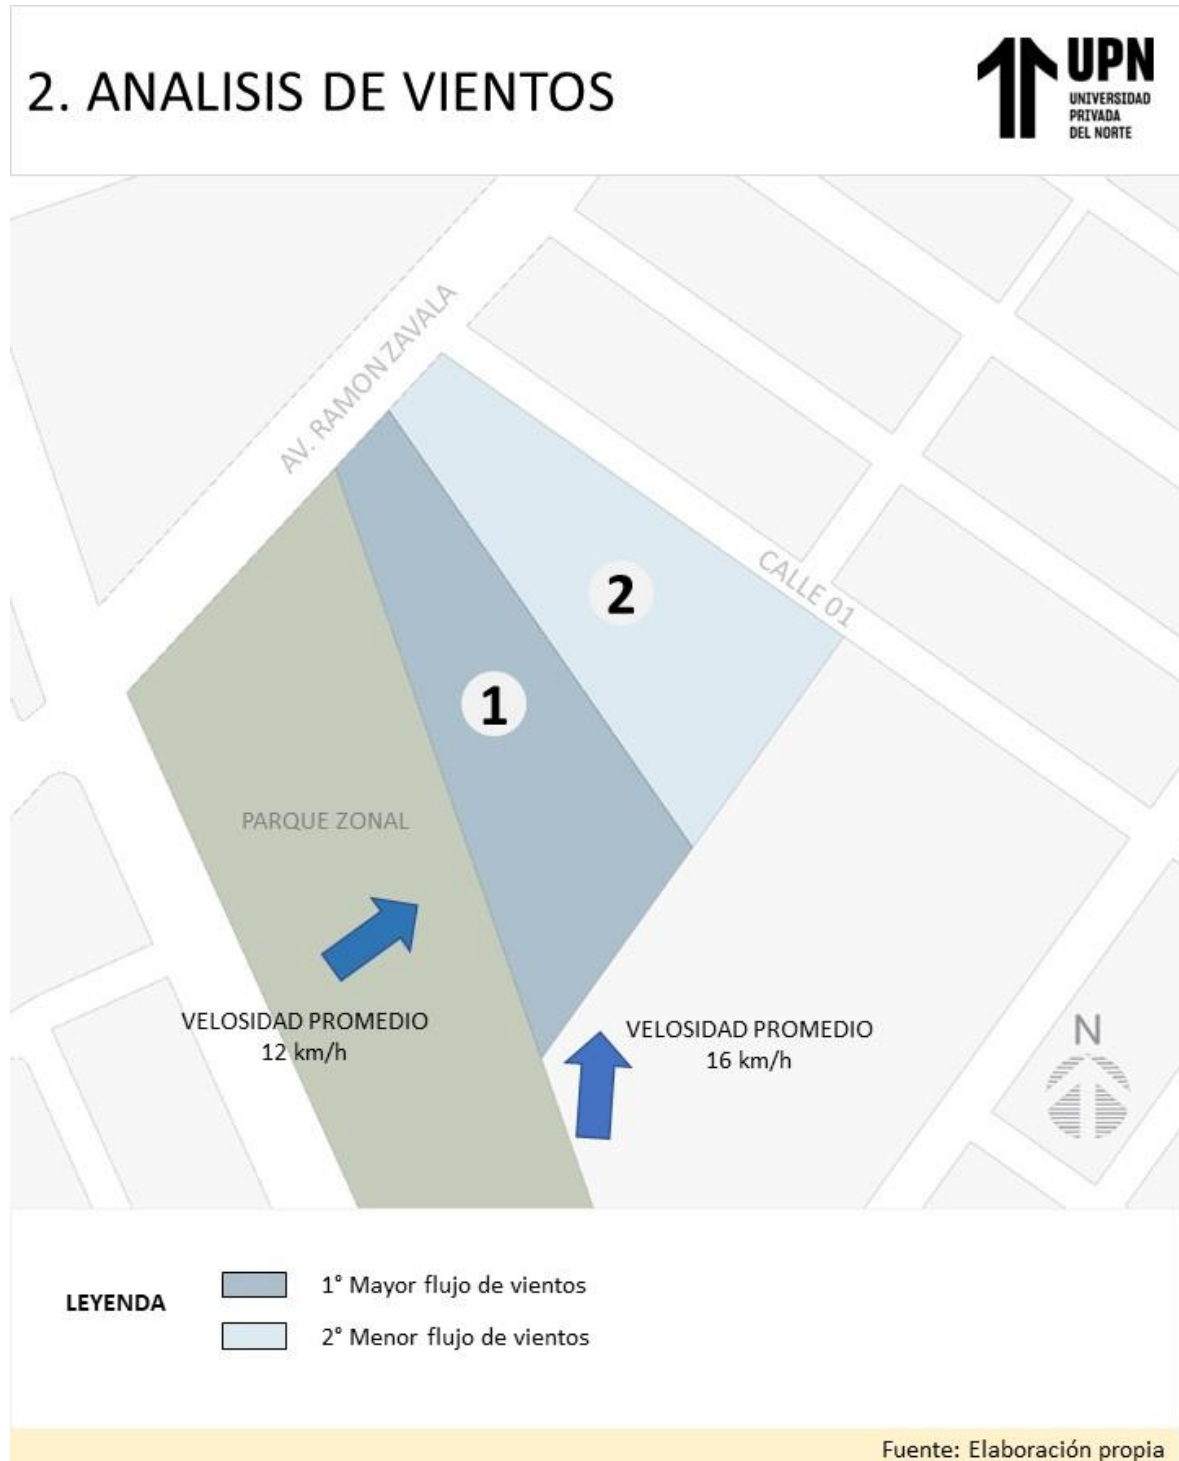 2. ANALISIS DE VIENTOS
UPN
UNIVERSIDAD
PRIVADA
DEL NORTE
AV. RAMON ZAVALA
CALLE 01
2
1
PARQUE ZONAL
VELOSIDAD PROMEDIO
12 km/h
VELOSIDAD PROMEDIO
16 km/h
N
LEYENDA
1° Mayor flujo de vientos
2° Menor flujo de vientos
Fuente: Elaboración propia